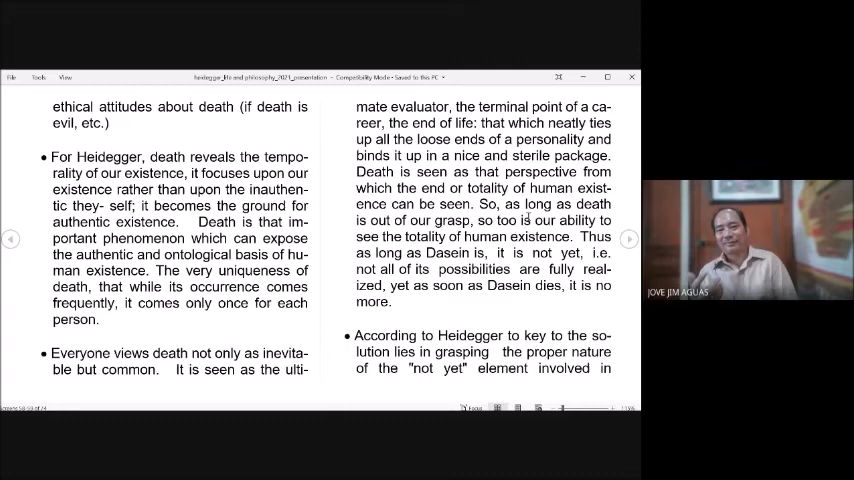 File Tools View heidegger_life and philosophy_2021_presentation - Compatibility Mode • Saved to this PC
ethical attitudes about death (if death is
evil, etc.)
• For Heidegger, death reveals the tempo-
rality of our existence, it focuses upon our
existence rather than upon the inauthen-
tic they- self; it becomes the ground for
authentic existence. Death is that im-
portant phenomenon which can expose
the authentic and ontological basis of hu-
man existence. The very uniqueness of
death, that while its occurrence comes
frequently, it comes only once for each
person.
• Everyone views death not only as inevita-
ble but common. It is seen as the ulti-
mate evaluator, the terminal point of a ca-
reer, the end of life: that which neatly ties
up all the loose ends of a personality and
binds it up in a nice and sterile package.
Death is seen as that perspective from
which the end or totality of human exist-
ence can be seen. So, as long as death
is out of our grasp, so too is our ability to
see the totality of human existence. Thus
as long as Dasein is, it is not yet, i.e.
not all of its possibilities are fully real-
ized, yet as soon as Dasein dies, it is no
more.
• According to Heidegger to key to the so-
lution lies in grasping the proper nature
of the "not yet" element involved in
JOVE JIM AGUAS
Focus